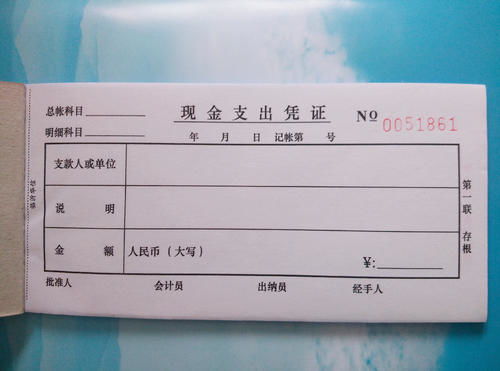 总帐科目
现金支出凭证 Nº 0051861
明细科目 年 月 日 记帐第 号
支款人或单位
说 明
金 额 人民币（大写） ¥:
批准人 会计员 出纳员 经手人
第一联 存根